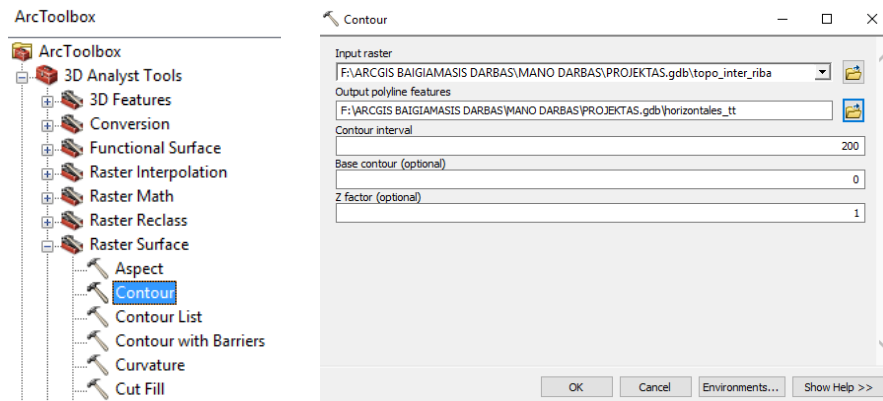 ArcToolbox
ArcToolbox
3D Analyst Tools
3D Features
Conversion
Functional Surface
Raster Interpolation
Raster Math
Raster Reclass
Raster Surface
Aspect
Contour
Contour List
Contour with Barriers
Curvature
Cut Fill
Contour
Input raster
F:\ARCGIS BAIGIAMASIS DARBAS\MANO DARBAS\PROJEKTAS.gdb\topo_inter_riba
Output polyline features
F:\ARCGIS BAIGIAMASIS DARBAS\MANO DARBAS\PROJEKTAS.gdb\horizontales_tt
Contour interval
200
Base contour (optional)
0
Z factor (optional)
1
OK Cancel Environments... Show Help >>